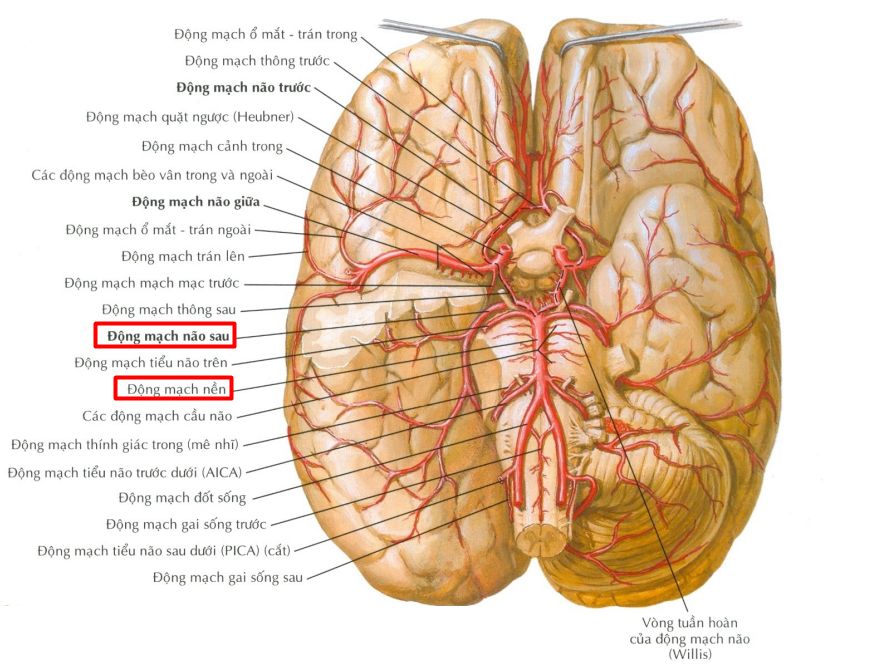 Động mạch ổ mắt - trán trong
Động mạch thông trước
Động mạch não trước
Động mạch quặt ngược (Heubner)
Động mạch cảnh trong
Các động mạch bèo vân trong và ngoài
Động mạch não giữa
Động mạch ổ mắt - trán ngoài
Động mạch trán lên
Động mạch mạch mạc trước
Động mạch thông sau
Động mạch não sau
Động mạch tiểu não trên
Động mạch nền
Các động mạch cầu não
Động mạch thính giác trong (mê nhĩ)
Động mạch tiểu não trước dưới (AICA)
Động mạch đốt sống
Động mạch gai sống trước
Động mạch tiểu não sau dưới (PICA) (cắt)
Động mạch gai sống sau
Vòng tuần hoàn
của động mạch não
(Willis)